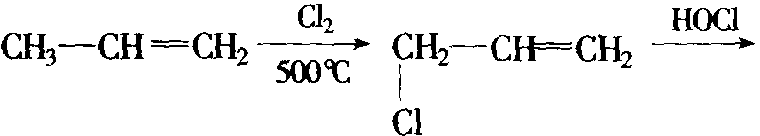 CH₃—CH=CH₂ —Cl₂/500℃→ CH₂—CH=CH₂ —HOCl→
Cl